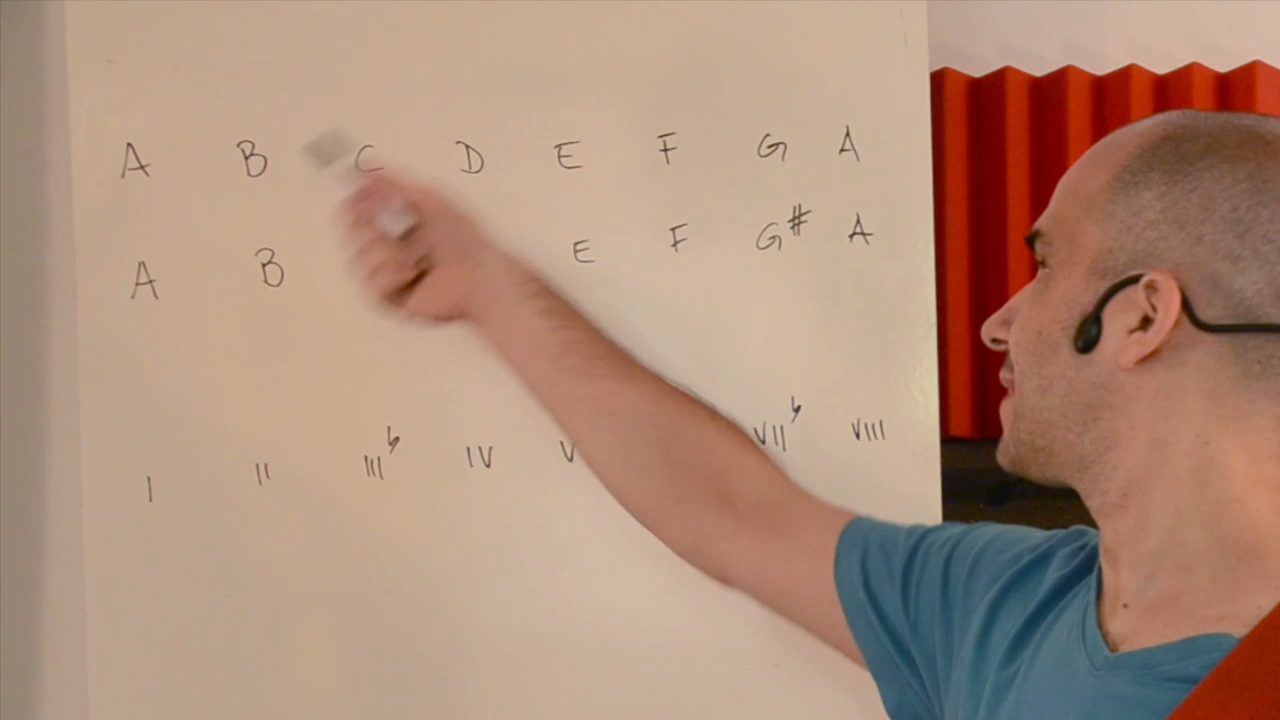 A B C D E F G A
A B E F G# A
I II III♭ IV V VII♭ VIII